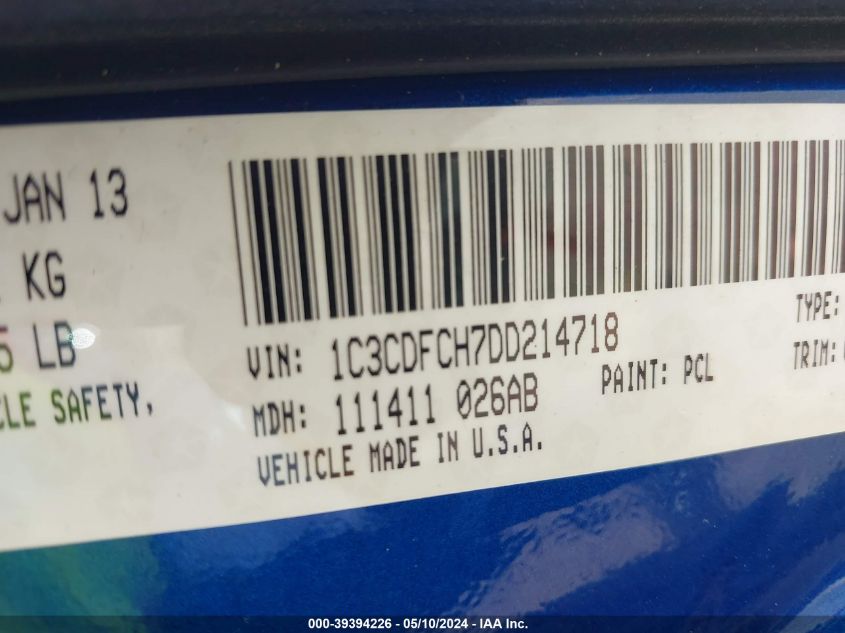 JAN 13
KG
LB
SAFETY,
VIN: 1C3CDFCH7DD214718
MDH: 111411 026AB
PAINT: PCL
VEHICLE MADE IN U.S.A.
TYPE:
TRIM:
000-39394226 - 05/10/2024 - IAA Inc.